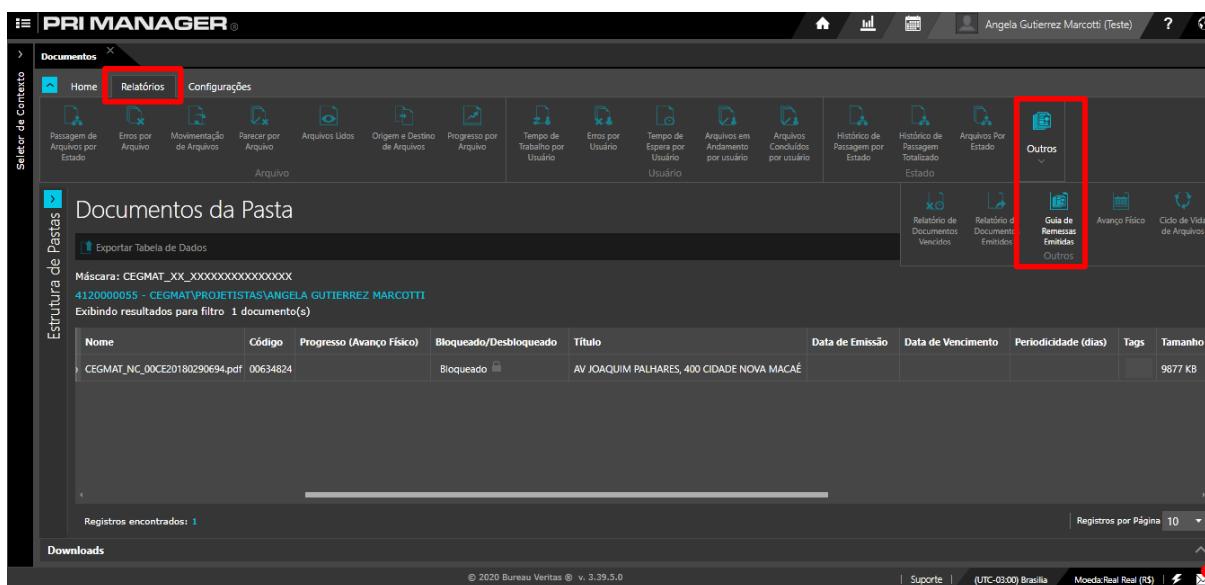 PRI MANAGER ®
Angela Gutierrez Marcotti (Teste)
?
Seletor de Contexto
Documentos
Home
Relatórios
Configurações
Passagem de
Arquivos por
Estado
Erros por
Arquivo
Movimentação
de Arquivos
Parecer por
Arquivo
Arquivos Lidos
Origem e Destino
de Arquivos
Progresso por
Arquivo
Arquivo
Tempo de
Trabalho por
Usuário
Erros por
Usuário
Tempo de
Espera por
Usuário
Arquivos em
Andamento
por usuário
Arquivos
Concluídos
por usuário
Usuário
Histórico de
Passagem por
Estado
Histórico de
Passagem
Totalizado
Arquivos Por
Estado
Estado
Outros
Relatório de
Documentos
Vencidos
Relatório d
Documento
Emitidos
Guia de
Remessas
Emitidas
Avanço Físico
Ciclo de Vida
de Arquivos
Outros
Estrutura de Pastas
Documentos da Pasta
Exportar Tabela de Dados
Máscara: CEGMAT_XX_XXXXXXXXXXXXXXX
4120000055 - CEGMAT\PROJETISTAS\ANGELA GUTIERREZ MARCOTTI
Exibindo resultados para filtro 1 documento(s)
Nome Código Progresso (Avanço Físico) Bloqueado/Desbloqueado Título Data de Emissão Data de Vencimento Periodicidade (dias) Tags Tamanho
CEGMAT_NC_00CE20180290694.pdf 00634824 Bloqueado AV JOAQUIM PALHARES, 400 CIDADE NOVA MACAÉ 9877 KB
Registros encontrados: 1
Registros por Página 10
Downloads
© 2020 Bureau Veritas ® v. 3.39.5.0
Suporte
(UTC-03:00) Brasilia
Moeda:Real Real (R$)